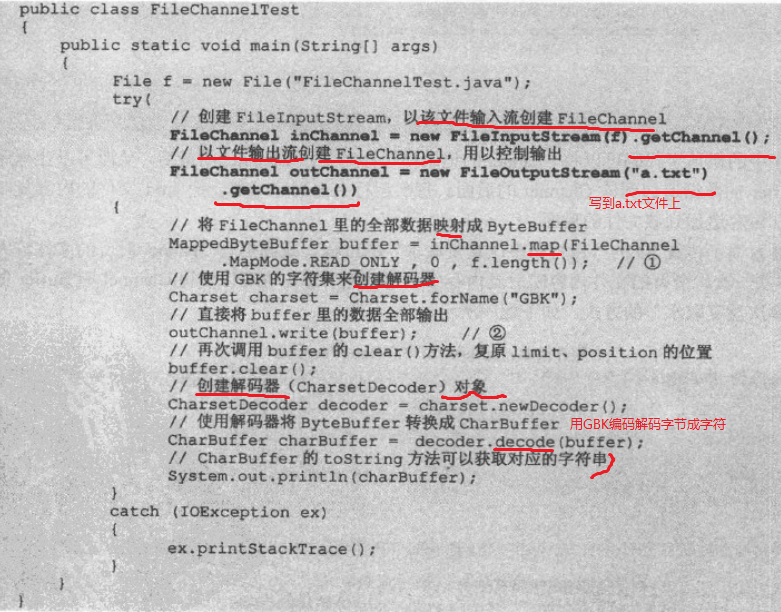 public class FileChannelTest
{
public static void main(String[] args)
{
File f = new File("FileChannelTest.java");
try(
// 创建 FileInputStream，以该文件输入流创建 FileChannel
FileChannel inChannel = new FileInputStream(f).getChannel();
// 以文件输出流创建 FileChannel，用以控制输出
FileChannel outChannel = new FileOutputStream("a.txt")
.getChannel())
写到a.txt文件上
{
// 将 FileChannel 里的全部数据映射成 ByteBuffer
MappedByteBuffer buffer = inChannel.map(FileChannel
.MapMode.READ_ONLY , 0 , f.length()); // ①
// 使用 GBK 的字符集来创建解码器
Charset charset = Charset.forName("GBK");
// 直接将 buffer 里的数据全部输出
outChannel.write(buffer); // ②
// 再次调用 buffer 的 clear()方法，复原 limit、position 的位置
buffer.clear();
// 创建解码器（CharsetDecoder）对象
CharsetDecoder decoder = charset.newDecoder();
// 使用解码器将 ByteBuffer 转换成 CharBuffer 用GBK编码解码字节成字符
CharBuffer charBuffer = decoder.decode(buffer);
// CharBuffer 的 toString 方法可以获取对应的字符串
System.out.println(charBuffer);
}
catch (IOException ex)
{
ex.printStackTrace();
}
}
}